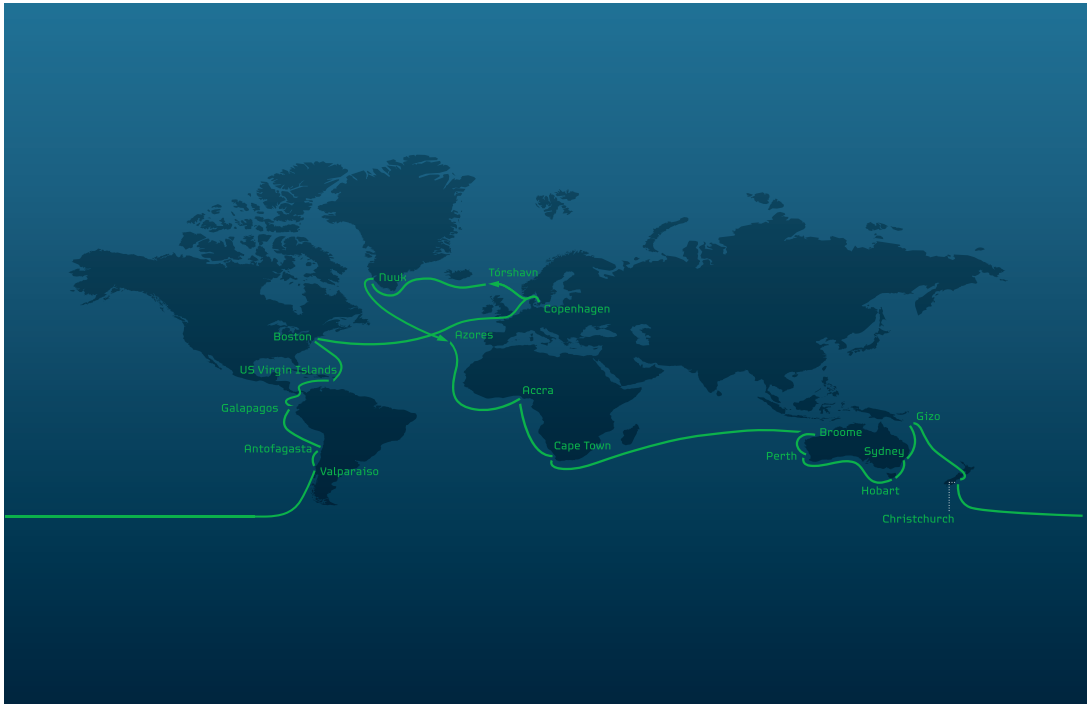 Tórshavn
Nuuk
Copenhagen
Boston
Azores
US Virgin Islands
Accra
Galapagos
Gizo
Broome
Antofagasta
Cape Town
Sydney
Perth
Valparaiso
Hobart
Christchurch